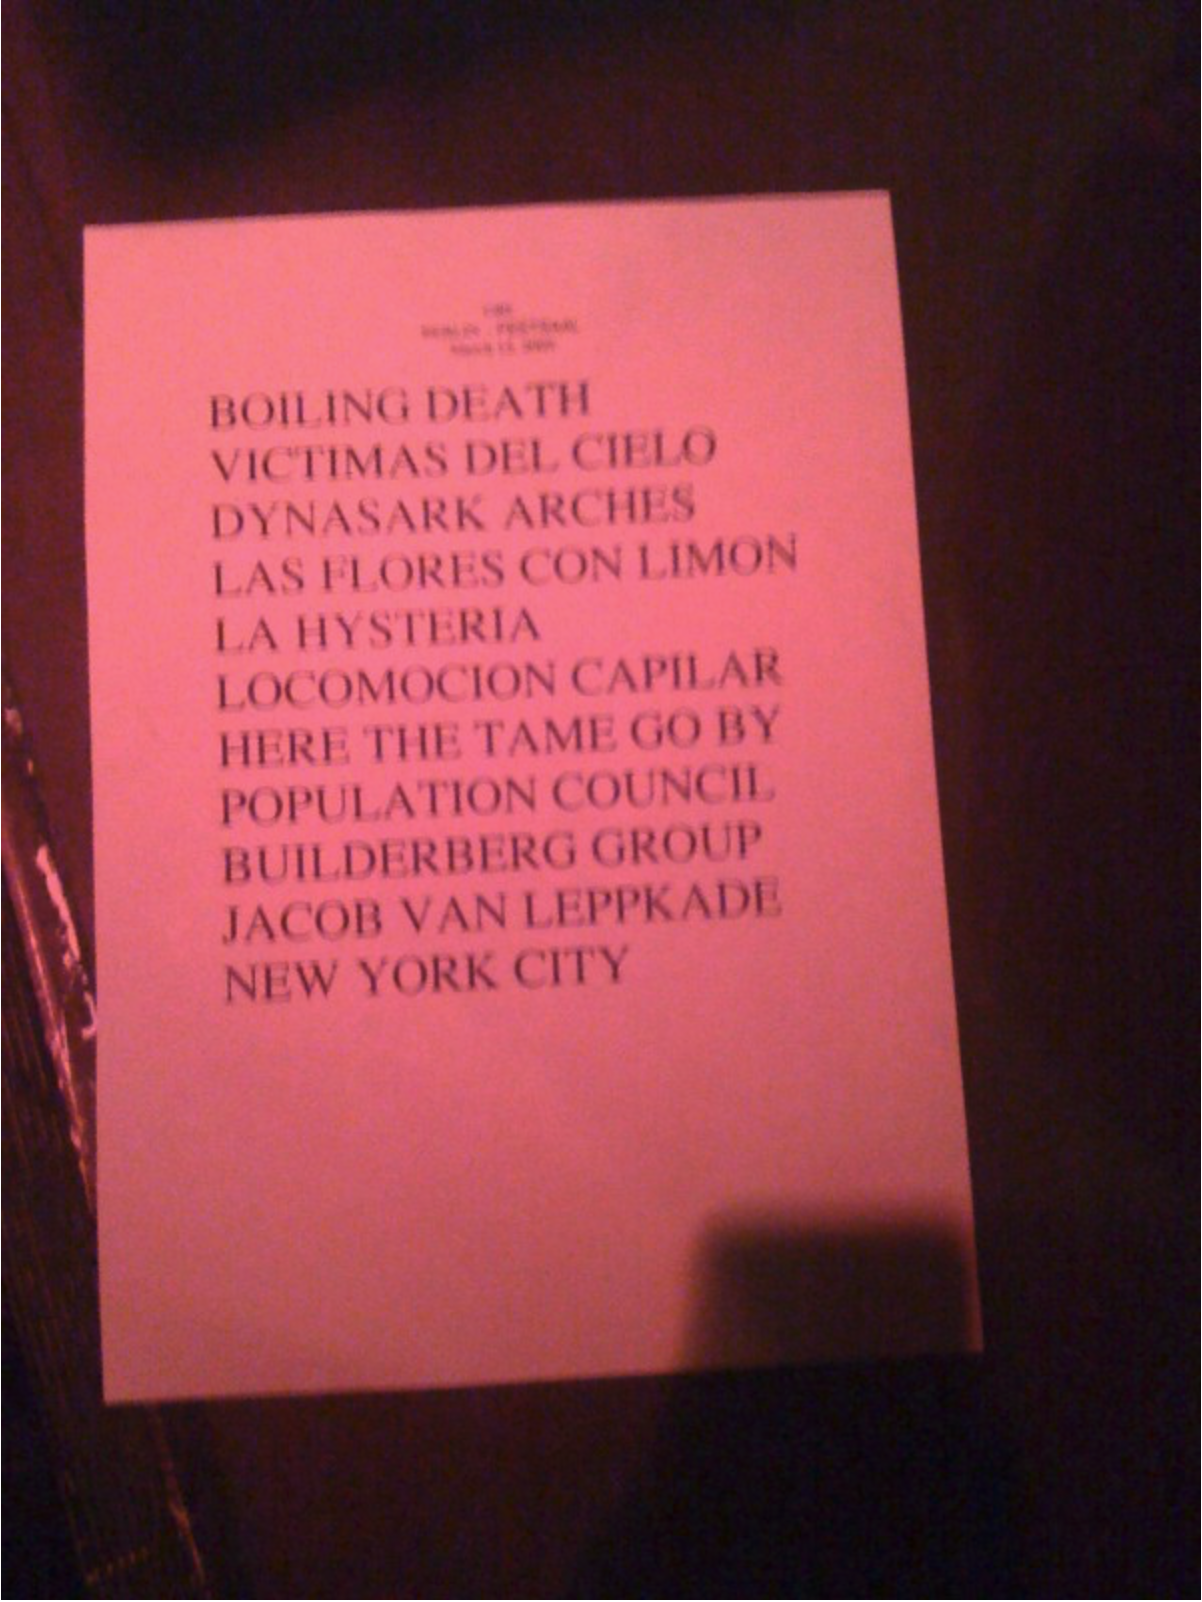 BOILING DEATH
VICTIMAS DEL CIELO
DYNASARK ARCHES
LAS FLORES CON LIMON
LA HYSTERIA
LOCOMOCION CAPILAR
HERE THE TAME GO BY
POPULATION COUNCIL
BUILDERBERG GROUP
JACOB VAN LEPPKADE
NEW YORK CITY